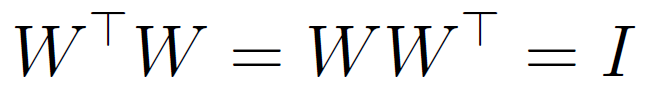 W⊤W = WW⊤ = I